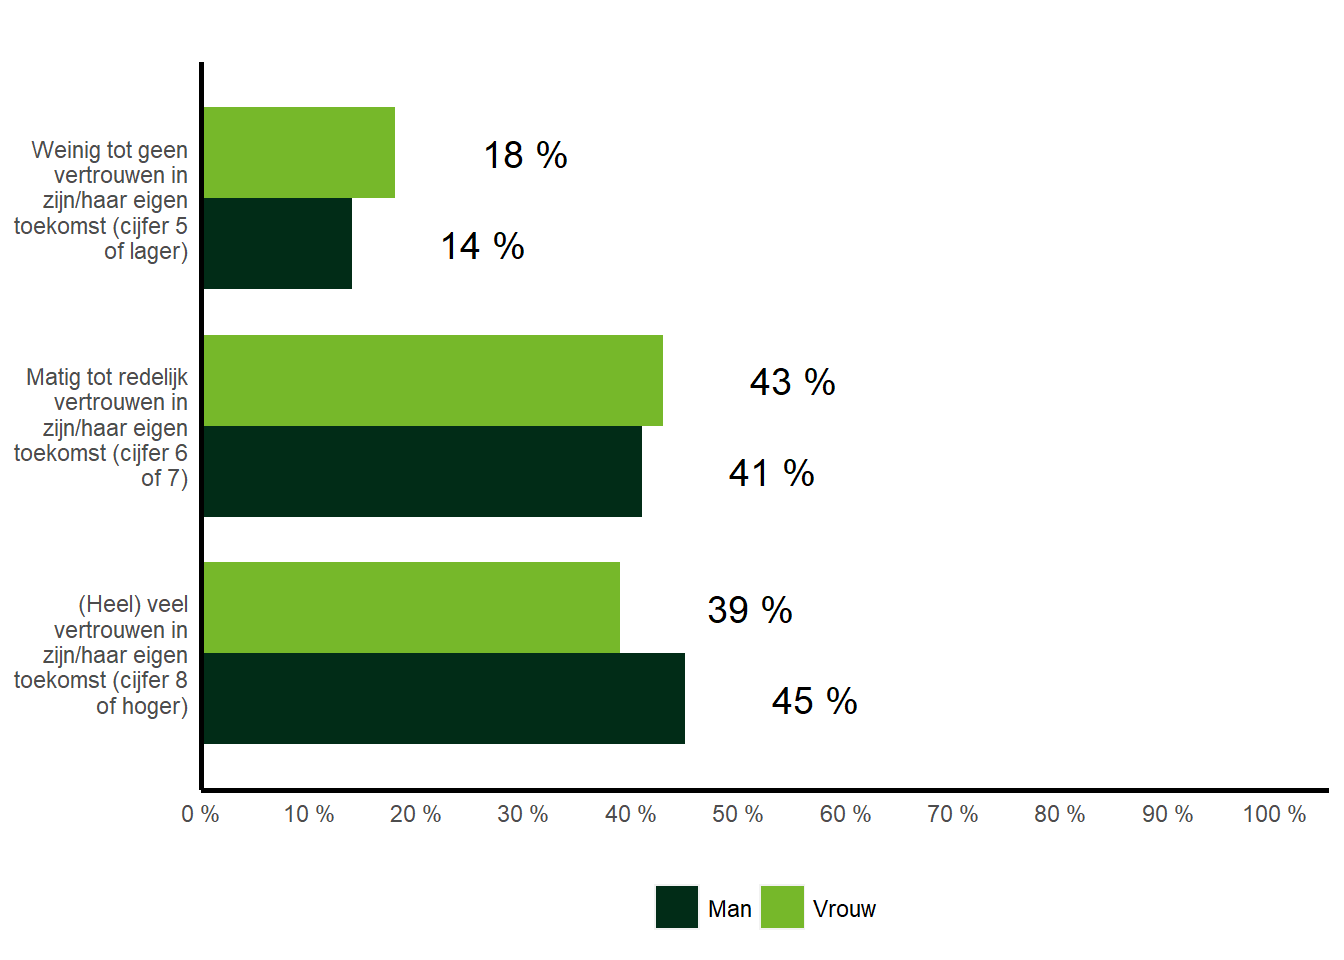 Weinig tot geen
vertrouwen in
zijn/haar eigen
toekomst (cijfer 5
of lager)
18 %
14 %
Matig tot redelijk
vertrouwen in
zijn/haar eigen
toekomst (cijfer 6
of 7)
43 %
41 %
(Heel) veel
vertrouwen in
zijn/haar eigen
toekomst (cijfer 8
of hoger)
39 %
45 %
0 % 10 % 20 % 30 % 40 % 50 % 60 % 70 % 80 % 90 % 100 %
Man Vrouw